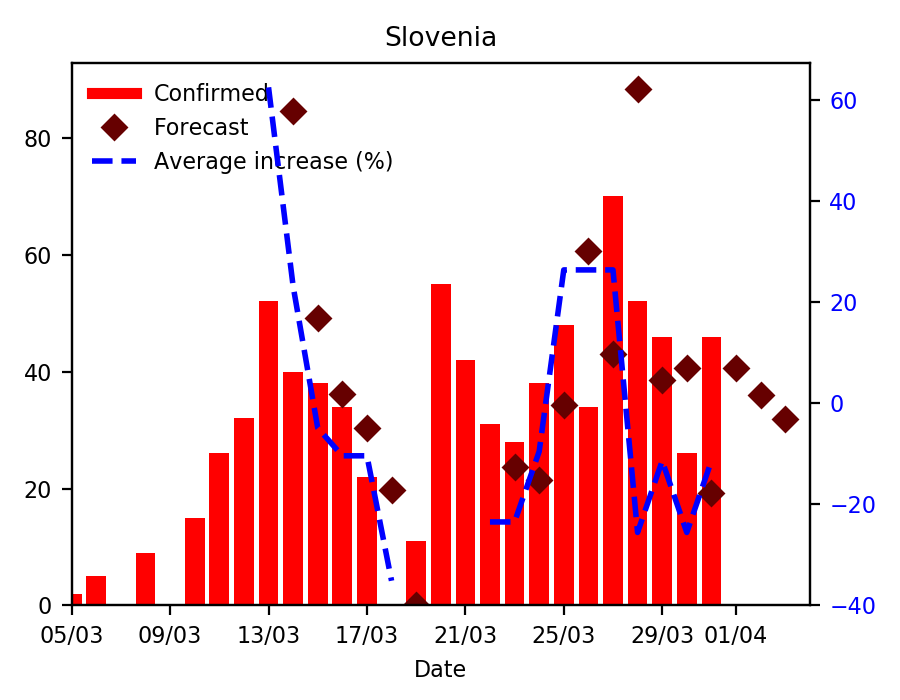 Slovenia
Confirmed
Forecast
Average increase (%)
80
60
40
20
0
60
40
20
0
−20
−40
05/03 09/03 13/03 17/03 21/03 25/03 29/03 01/04
Date